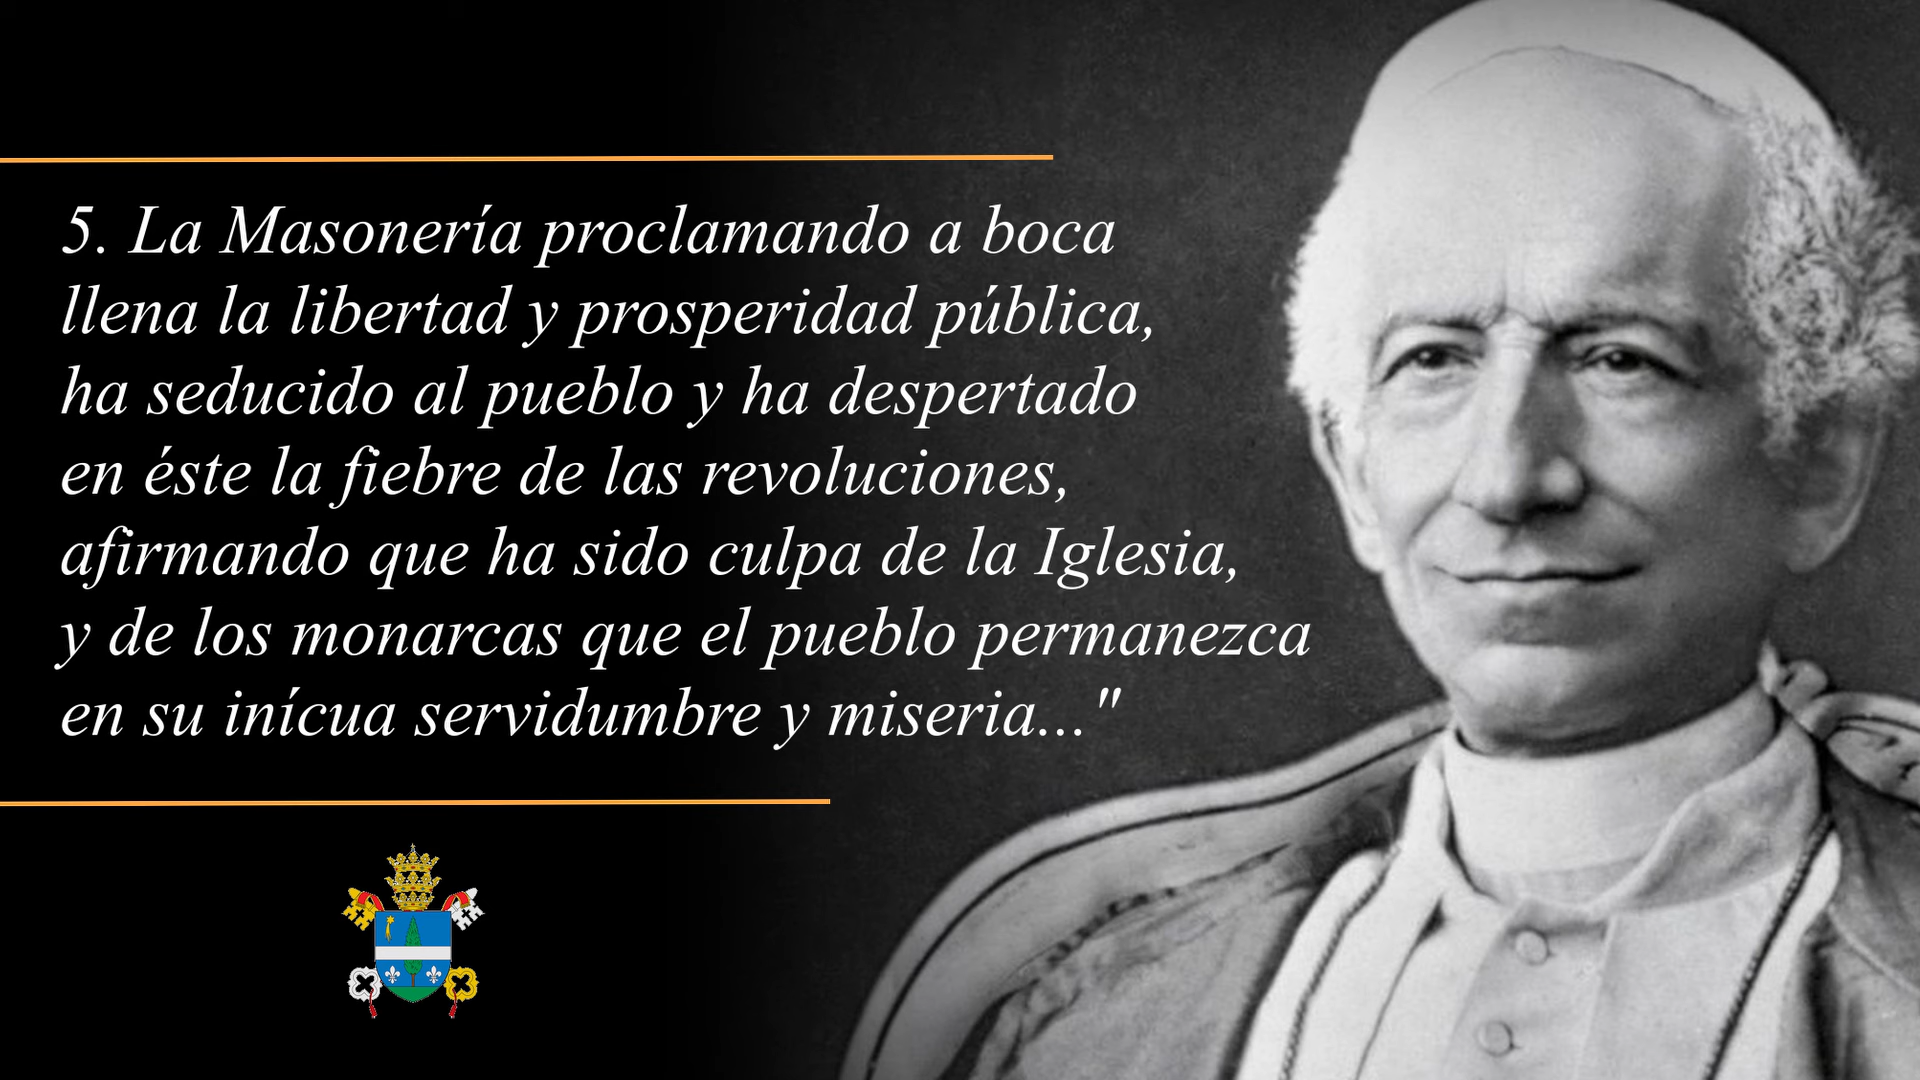 5. La Masonería proclamando a boca
llena la libertad y prosperidad pública,
ha seducido al pueblo y ha despertado
en éste la fiebre de las revoluciones,
afirmando que ha sido culpa de la Iglesia,
y de los monarcas que el pueblo permanezca
en su inícua servidumbre y miseria..."